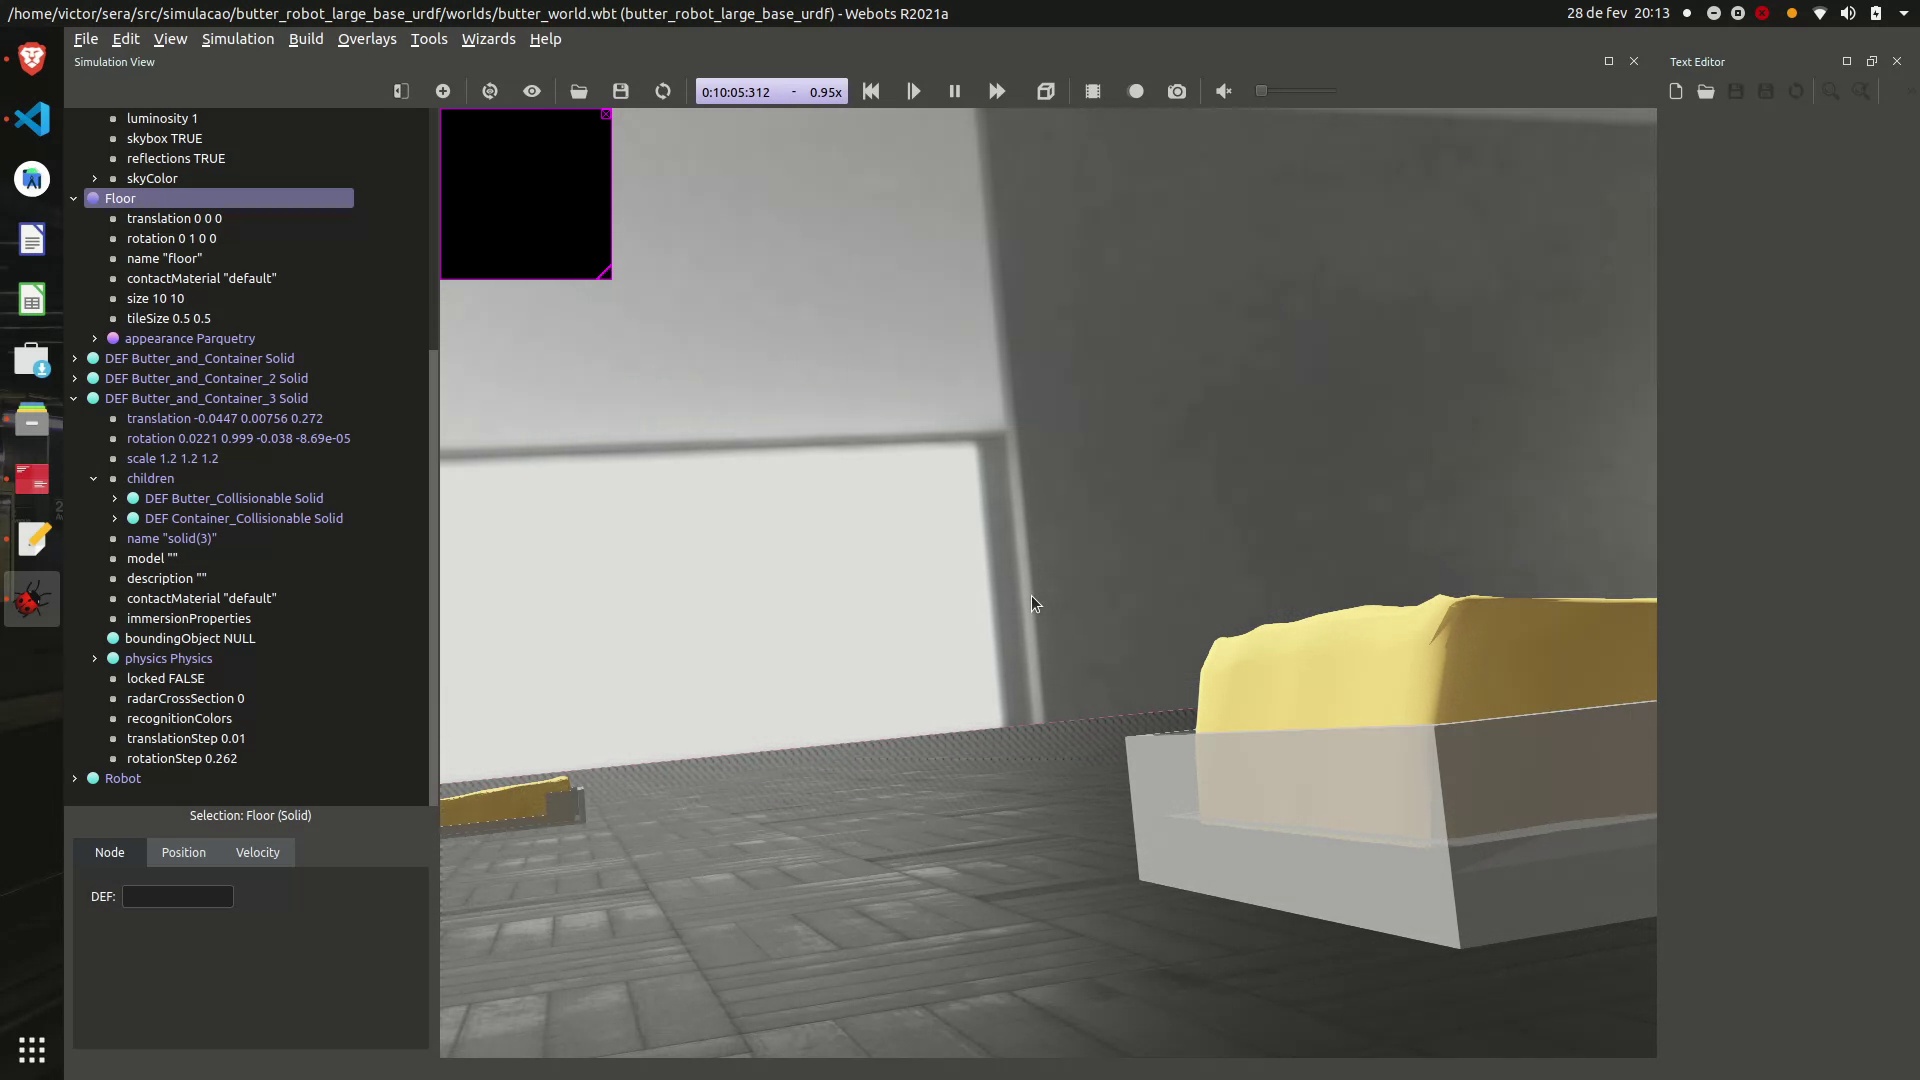 /home/victor/sera/src/simulacao/butter_robot_large_base_urdf/worlds/butter_world.wbt (butter_robot_large_base_urdf) - Webots R2021a
28 de fev 20:13
File Edit View Simulation Build Overlays Tools Wizards Help
Simulation View
Text Editor
0:10:05:312 - 0.95x
luminosity 1
skybox TRUE
reflections TRUE
skyColor
Floor
translation 0 0 0
rotation 0 1 0 0
name "floor"
contactMaterial "default"
size 10 10
tileSize 0.5 0.5
appearance Parquetry
DEF Butter_and_Container Solid
DEF Butter_and_Container_2 Solid
DEF Butter_and_Container_3 Solid
translation -0.0447 0.00756 0.272
rotation 0.0221 0.999 -0.038 -8.69e-05
scale 1.2 1.2 1.2
children
DEF Butter_Collisionable Solid
DEF Container_Collisionable Solid
name "solid(3)"
model ""
description ""
contactMaterial "default"
immersionProperties
boundingObject NULL
physics Physics
locked FALSE
radarCrossSection 0
recognitionColors
translationStep 0.01
rotationStep 0.262
Robot
Selection: Floor (Solid)
Node Position Velocity
DEF: